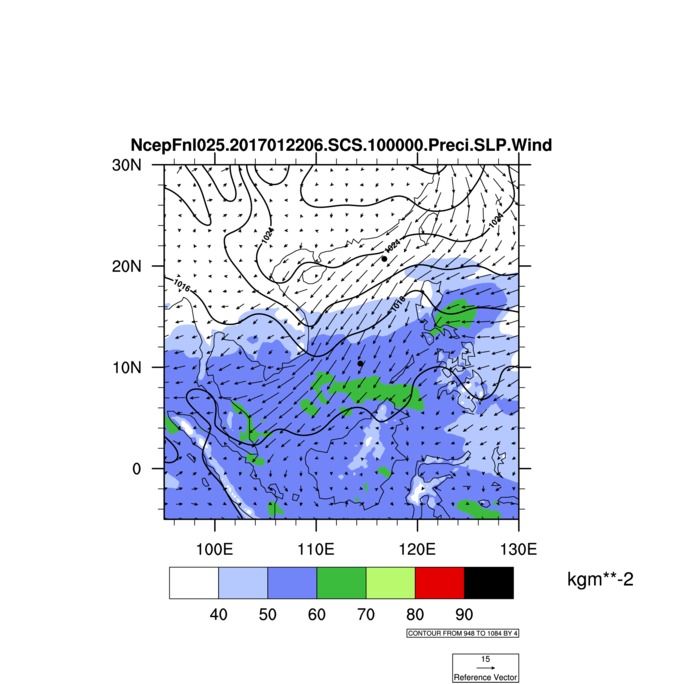 NcepFnl025.2017012206.SCS.100000.Preci.SLP.Wind
30N
20N
10N
0
100E
110E
120E
130E
1024
1024
1024
1016
1016
40
50
60
70
80
90
kgm**-2
CONTOUR FROM 948 TO 1084 BY 4
15
Reference Vector